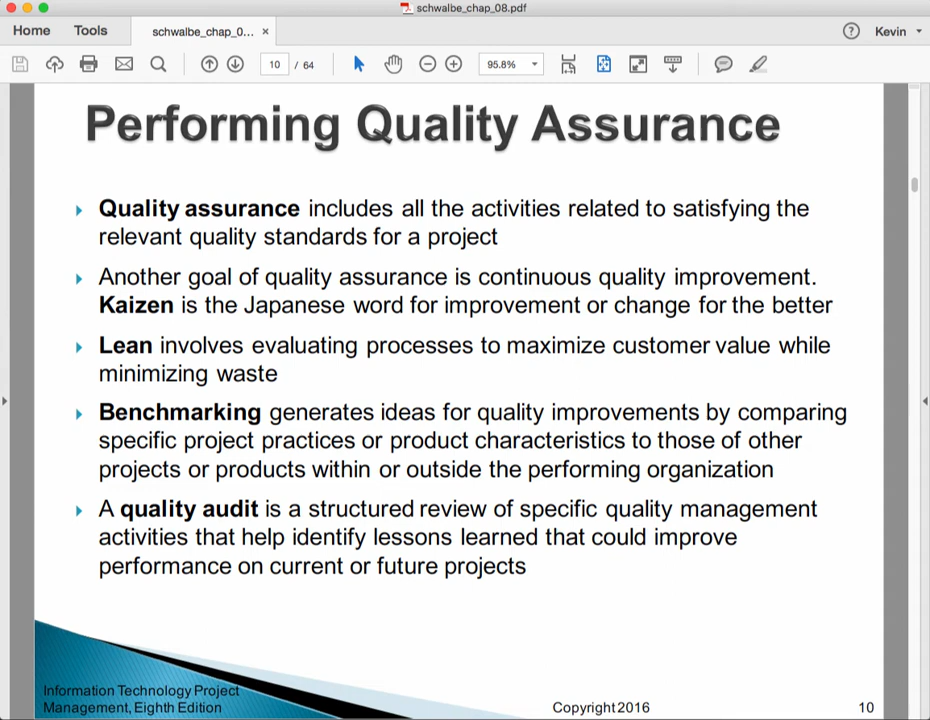 schwalbe_chap_08.pdf
Home Tools schwalbe_chap_0... × ? Kevin
10 / 64 95.8%
Performing Quality Assurance
Quality assurance includes all the activities related to satisfying the
relevant quality standards for a project
Another goal of quality assurance is continuous quality improvement.
Kaizen is the Japanese word for improvement or change for the better
Lean involves evaluating processes to maximize customer value while
minimizing waste
Benchmarking generates ideas for quality improvements by comparing
specific project practices or product characteristics to those of other
projects or products within or outside the performing organization
A quality audit is a structured review of specific quality management
activities that help identify lessons learned that could improve
performance on current or future projects
Information Technology Project
Management, Eighth Edition Copyright 2016 10